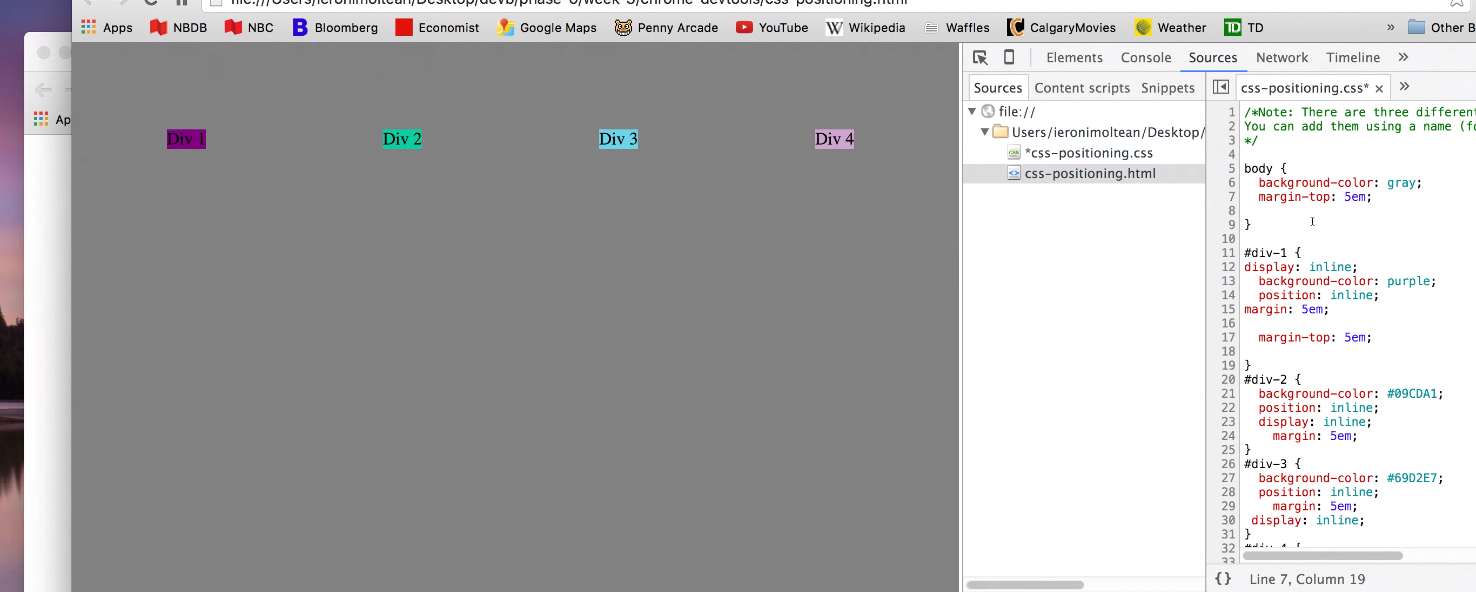 file:///Users/ieronimoltean/Desktop/devb/phase-0/week-3/chrome-devtools/css-positioning.html
Apps NBDB NBC Bloomberg Economist Google Maps Penny Arcade YouTube Wikipedia Waffles CalgaryMovies Weather TD » Other B
Ap
Div 1 Div 2 Div 3 Div 4
Elements Console Sources Network Timeline »
Sources Content scripts Snippets
file://
Users/ieronimoltean/Desktop/
*css-positioning.css
css-positioning.html
css-positioning.css* × »
1 /*Note: There are three different
2 You can add them using a name (fo
3 */
4
5 body {
6 background-color: gray;
7 margin-top: 5em;
8
9 }
10
11 #div-1 {
12 display: inline;
13 background-color: purple;
14 position: inline;
15 margin: 5em;
16
17 margin-top: 5em;
18
19 }
20 #div-2 {
21 background-color: #09CDA1;
22 position: inline;
23 display: inline;
24 margin: 5em;
25 }
26 #div-3 {
27 background-color: #69D2E7;
28 position: inline;
29 margin: 5em;
30 display: inline;
31 }
32 #div-4 {
33
{} Line 7, Column 19